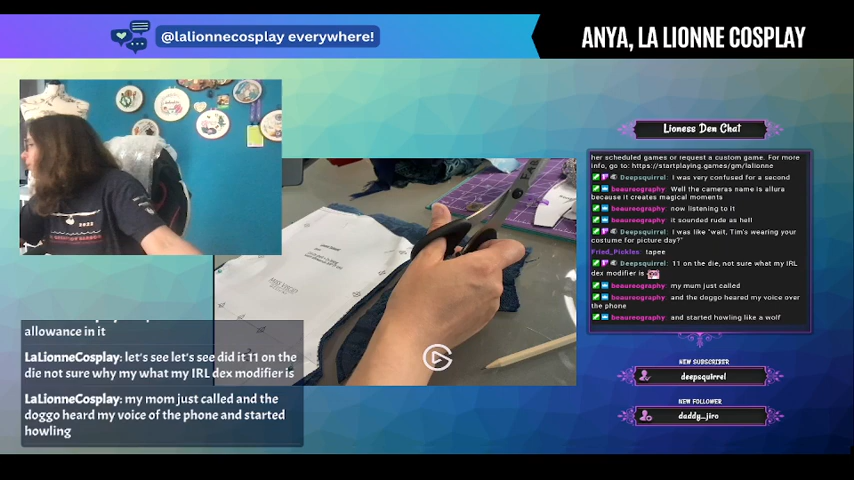 @lalionnecosplay everywhere!
ANYA, LA LIONNE COSPLAY
Lioness Den Chat
her scheduled games or request a custom game. For more
info, go to: https://startplaying.games/gm/lalionne
Deepsquirrel: I was very confused for a second
beaureography: Well the cameras name is allura
because it creates magical moments
beaureography: now listening to it
beaureography: it sounded rude as hell
Deepsquirrel: I was like "wait, Tim's wearing your
costume for picture day?"
Fried_Pickles: !apee
Deepsquirrel: 11 on the die, not sure what my IRL
dex modifier is
beaureography: my mum just called
beaureography: and the doggo heared my voice over
the phone
beaureography: and started howling like a wolf
allowance in it
LaLionneCosplay: let's see let's see did it 11 on the
die not sure why my what my IRL dex modifier is
LaLionneCosplay: my mom just called and the
doggo heard my voice of the phone and started
howling
NEW SUBSCRIBER
deepsquirrel
NEW FOLLOWER
daddy_jiro
2022